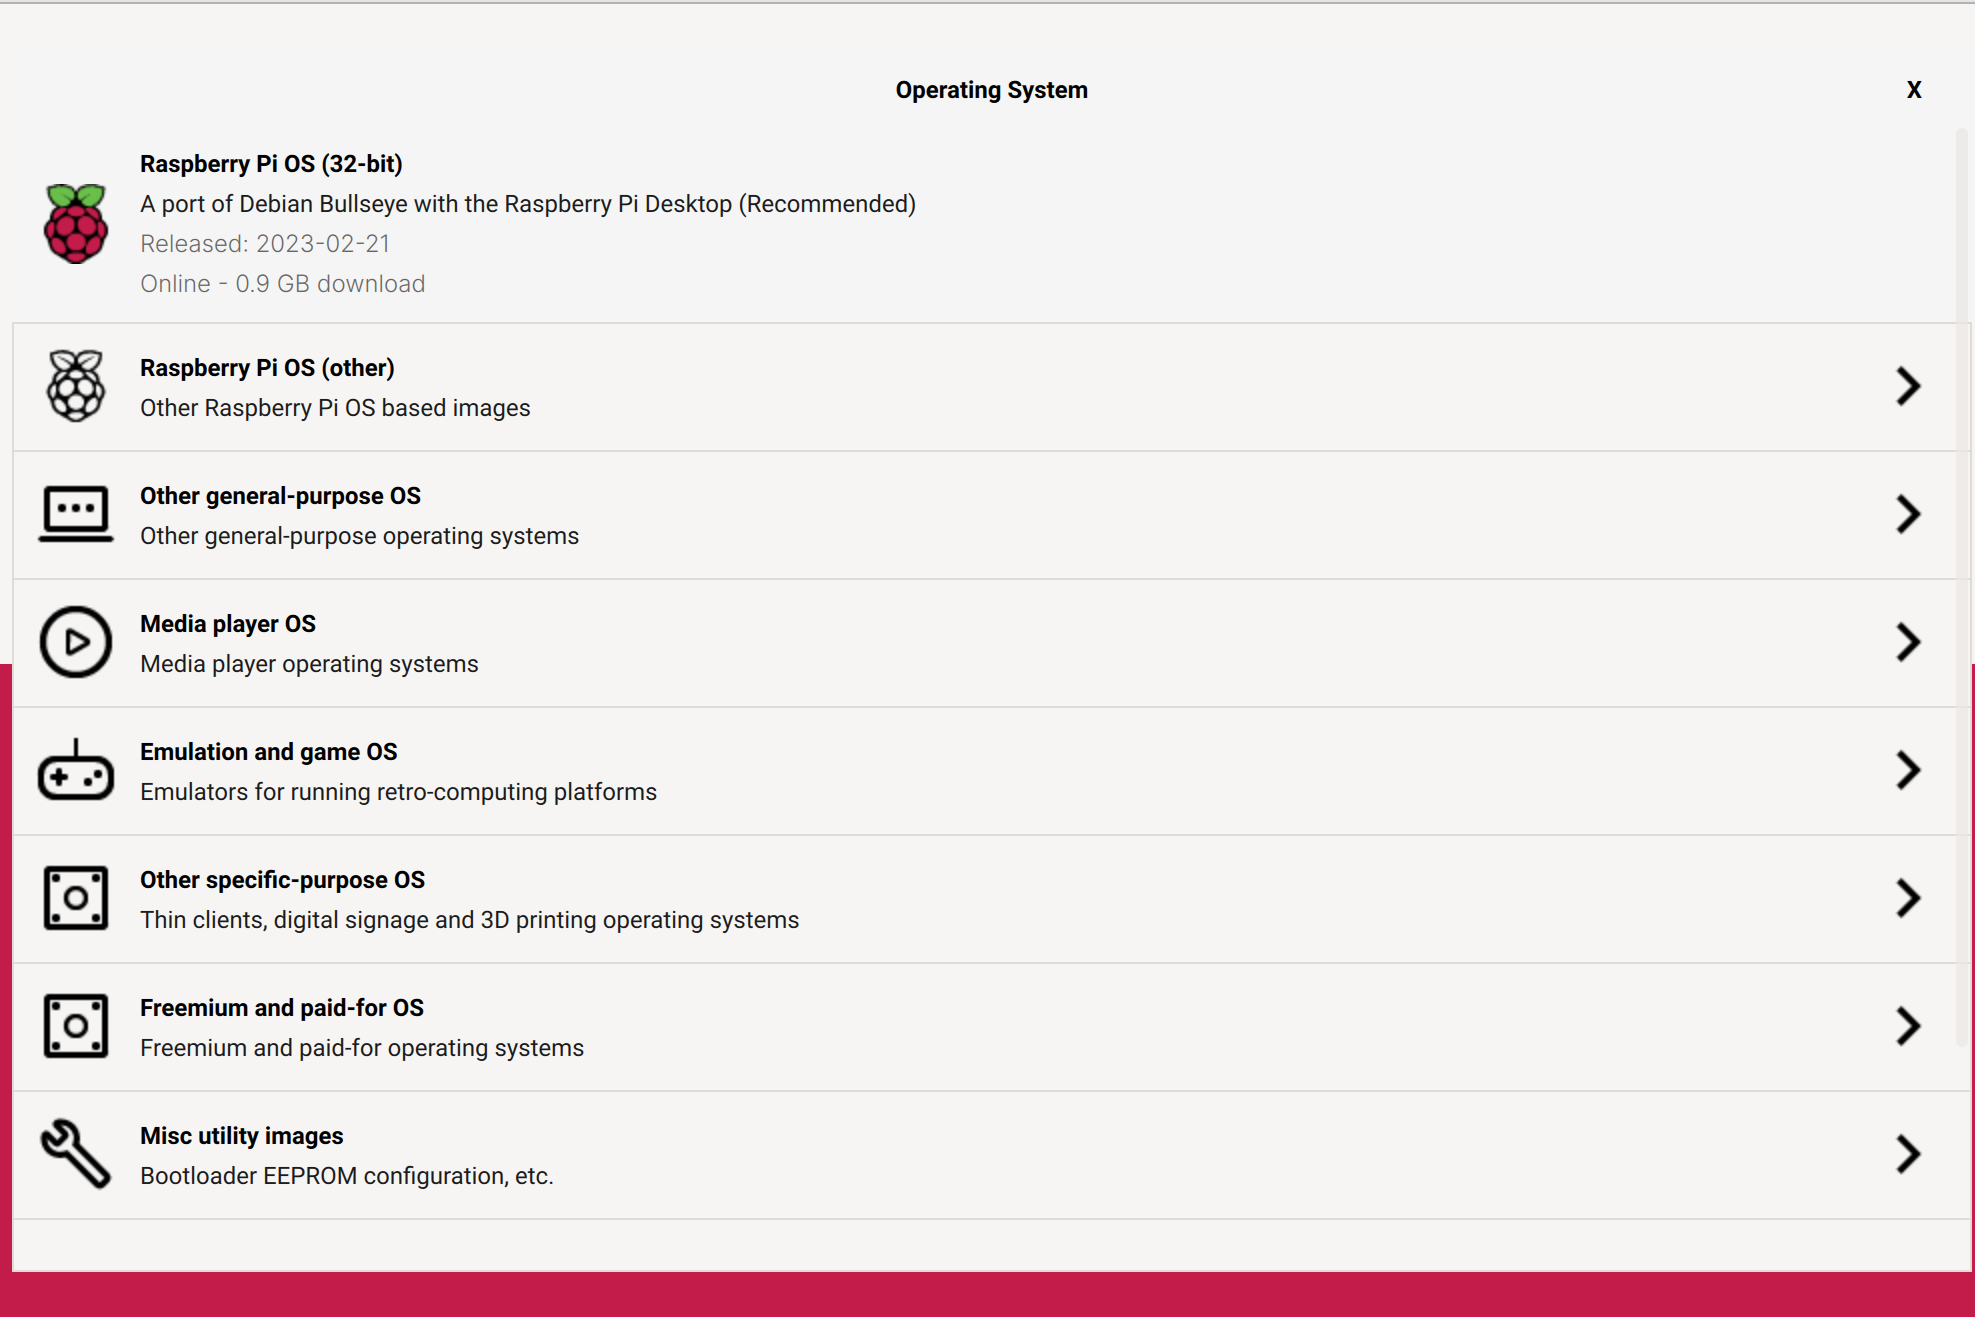 Operating System
X
Raspberry Pi OS (32-bit)
A port of Debian Bullseye with the Raspberry Pi Desktop (Recommended)
Released: 2023-02-21
Online - 0.9 GB download
Raspberry Pi OS (other)
Other Raspberry Pi OS based images
Other general-purpose OS
Other general-purpose operating systems
Media player OS
Media player operating systems
Emulation and game OS
Emulators for running retro-computing platforms
Other specific-purpose OS
Thin clients, digital signage and 3D printing operating systems
Freemium and paid-for OS
Freemium and paid-for operating systems
Misc utility images
Bootloader EEPROM configuration, etc.